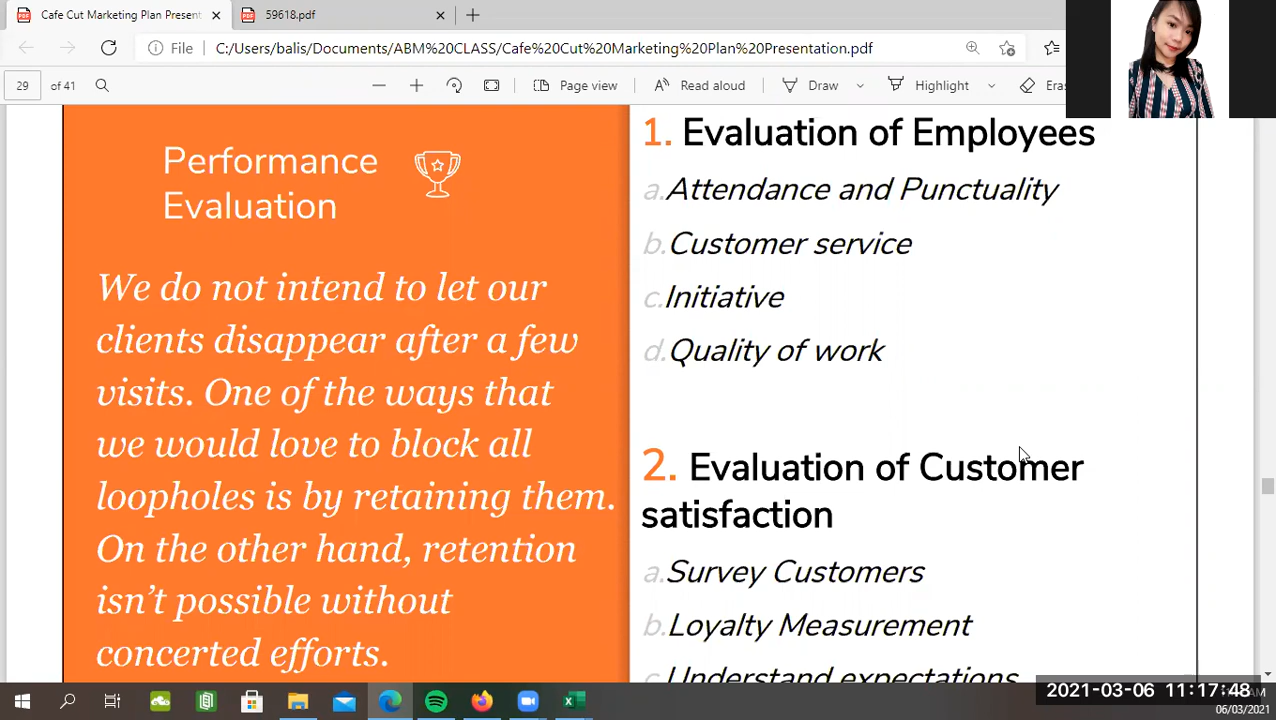 Cafe Cut Marketing Plan Present
59618.pdf
File
C:/Users/balis/Documents/ABM%20CLASS/Cafe%20Cut%20Marketing%20Plan%20Presentation.pdf
29 of 41
Page view
Read aloud
Draw
Highlight
Performance
Evaluation
We do not intend to let our
clients disappear after a few
visits. One of the ways that
we would love to block all
loopholes is by retaining them.
On the other hand, retention
isn't possible without
concerted efforts.
1. Evaluation of Employees
a.Attendance and Punctuality
b.Customer service
c.Initiative
d.Quality of work
2. Evaluation of Customer
satisfaction
a.Survey Customers
b.Loyalty Measurement
c.Understand expectations
2021-03-06 11:17:48
06/03/2021